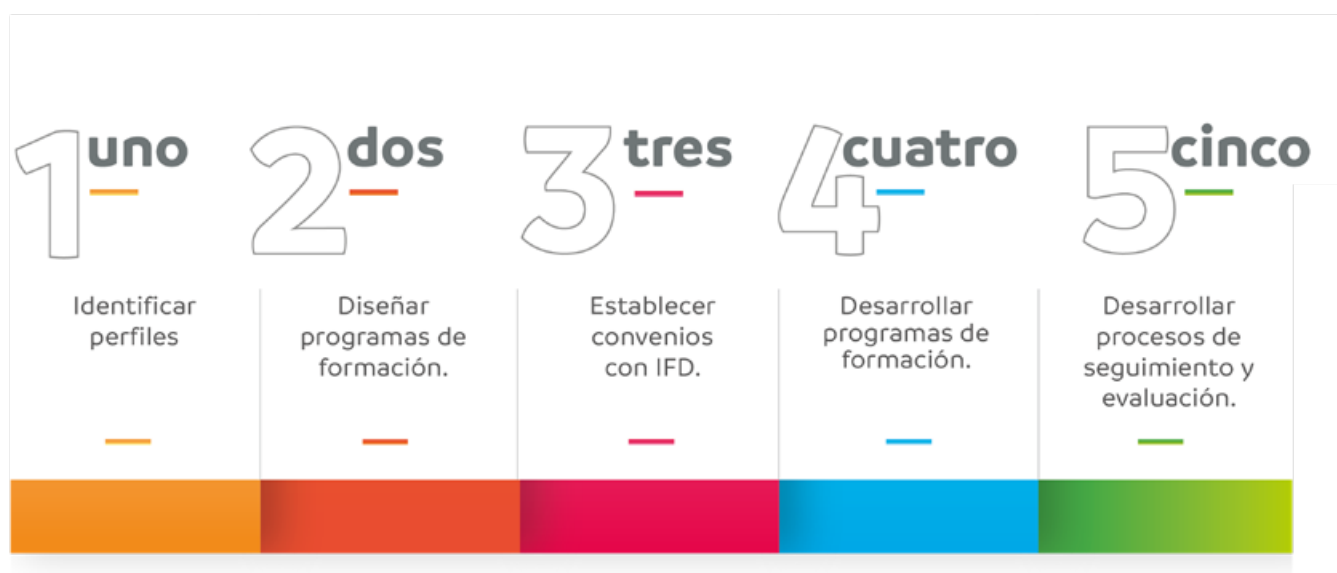 1 uno
Identificar
perfiles
2 dos
Diseñar
programas de
formación.
3 tres
Establecer
convenios
con IFD.
4 cuatro
Desarrollar
programas de
formación.
5 cinco
Desarrollar
procesos de
seguimiento y
evaluación.